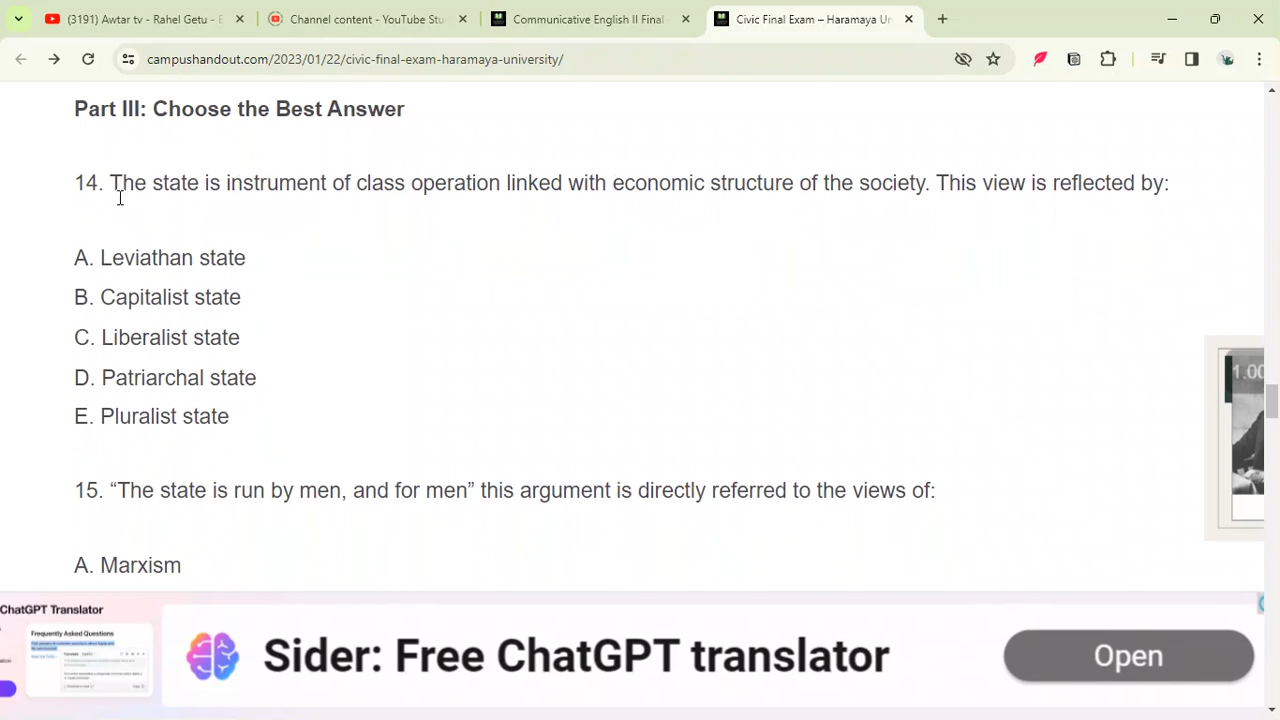 (3191) Awtar tv - Rahel Getu - E
Channel content - YouTube Stu
Communicative English II Final
Civic Final Exam – Haramaya Un
campushandout.com/2023/01/22/civic-final-exam-haramaya-university/
Part III: Choose the Best Answer
14. The state is instrument of class operation linked with economic structure of the society. This view is reflected by:
A. Leviathan state
B. Capitalist state
C. Liberalist state
D. Patriarchal state
E. Pluralist state
1.00
15. “The state is run by men, and for men” this argument is directly referred to the views of:
A. Marxism
ChatGPT Translator
Frequently Asked Questions
Sider: Free ChatGPT translator
Open